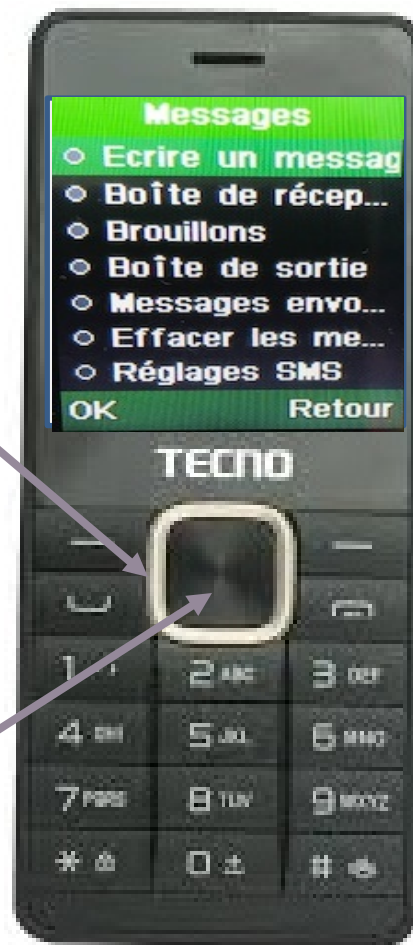 Messages
Ecrire un messag
Boîte de récep...
Brouillons
Boîte de sortie
Messages envo...
Effacer les me...
Réglages SMS
OK Retour
TECNO
1
2 ABC 3 DEF
4 GHI 5 JKL 6 MNO
7 PQRS 8 TUV 9 WXYZ
* 0 #